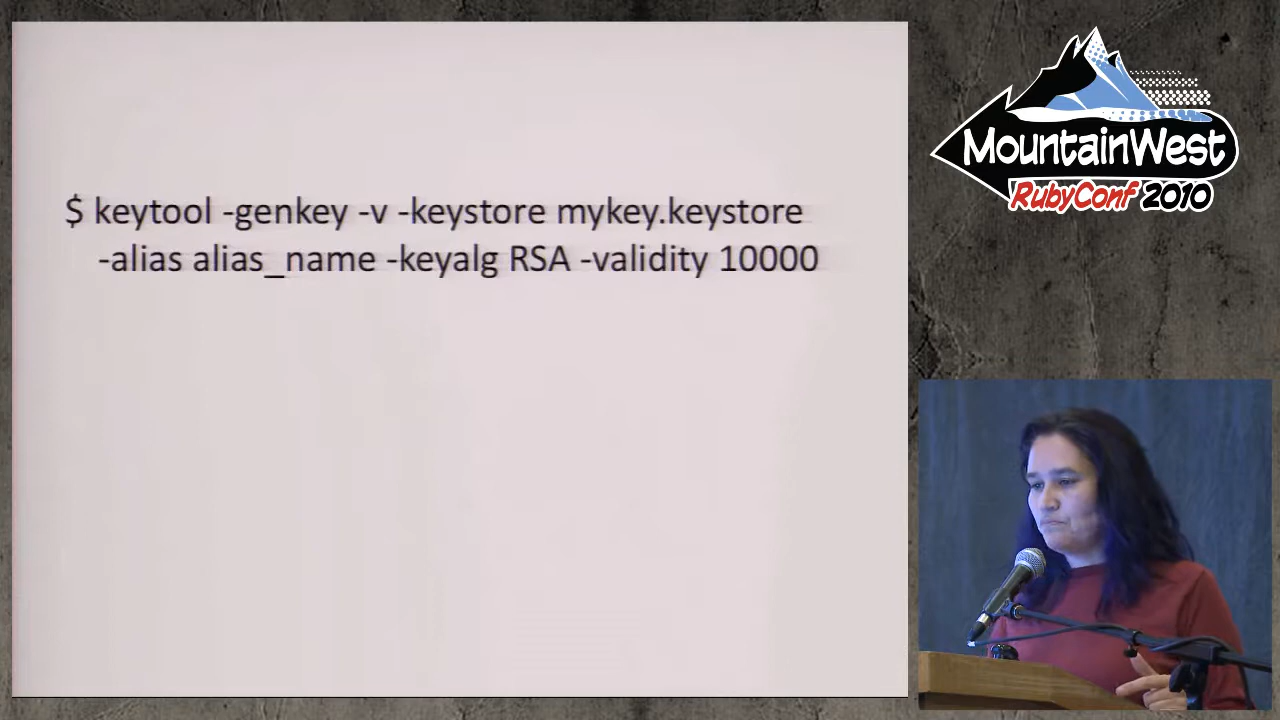 $ keytool -genkey -v -keystore mykey.keystore
-alias alias_name -keyalg RSA -validity 10000
MountainWest
RubyConf 2010